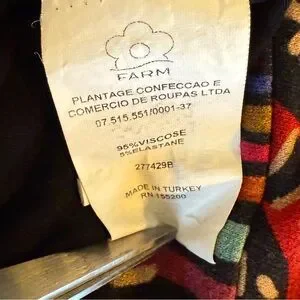 FARM
PLANTAGE CONFECCAO E
COMERCIO DE ROUPAS LTDA
07.515.551/0001-37
95%VISCOSE
5%ELASTANE
277429B
MADE IN TURKEY
RN 155200